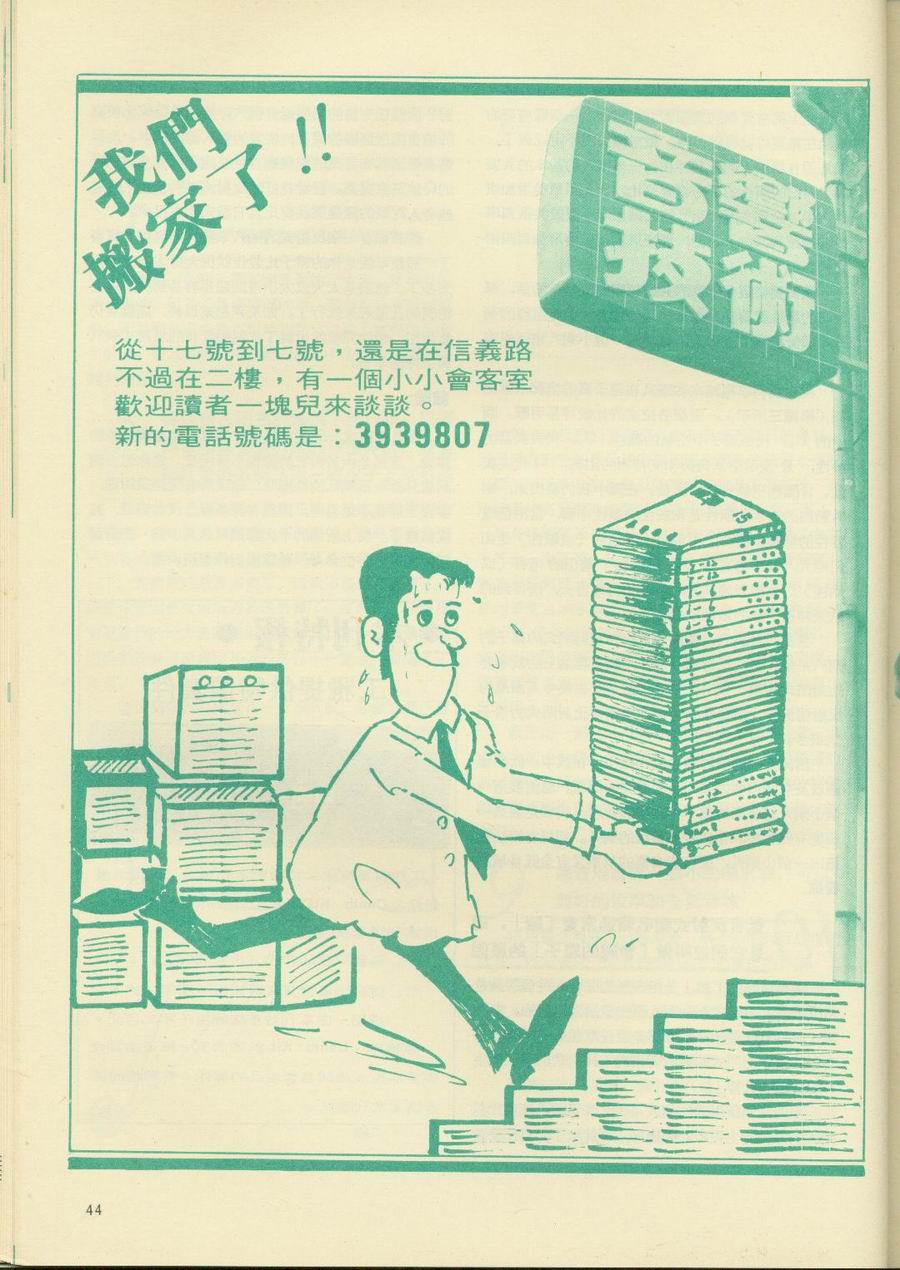 我們
搬家了!!
音響
技術
從十七號到七號，還是在信義路
不過在二樓，有一個小小會客室
歡迎讀者一塊兒來談談。
新的電話號碼是：3939807
15
44